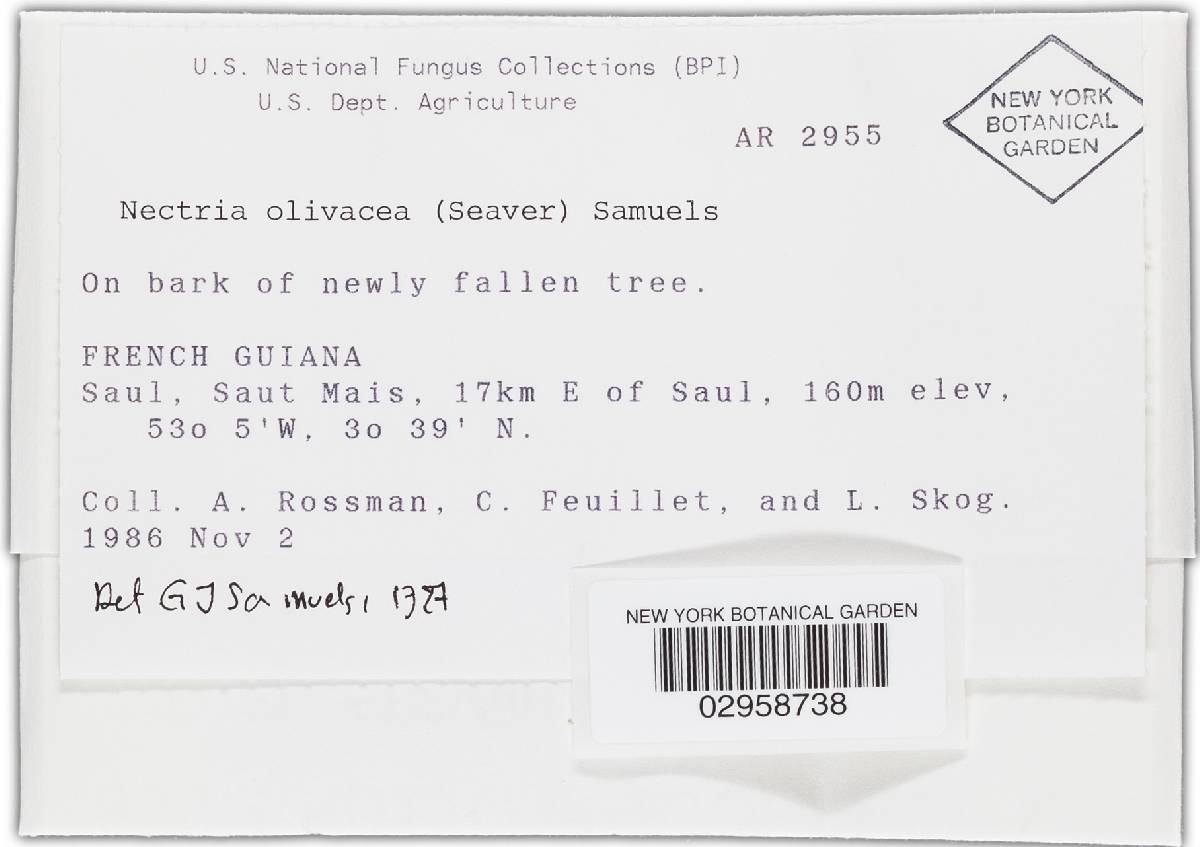 U.S. National Fungus Collections (BPI)
U.S. Dept. Agriculture
AR 2955
NEW YORK
BOTANICAL
GARDEN
Nectria olivacea (Seaver) Samuels
On bark of newly fallen tree.
FRENCH GUIANA
Saul, Saut Mais, 17km E of Saul, 160m elev,
53o 5'W, 3o 39' N.
Coll. A. Rossman, C. Feuillet, and L. Skog.
1986 Nov 2
Det GJ Samuels,
NEW YORK BOTANICAL GARDEN
02958738